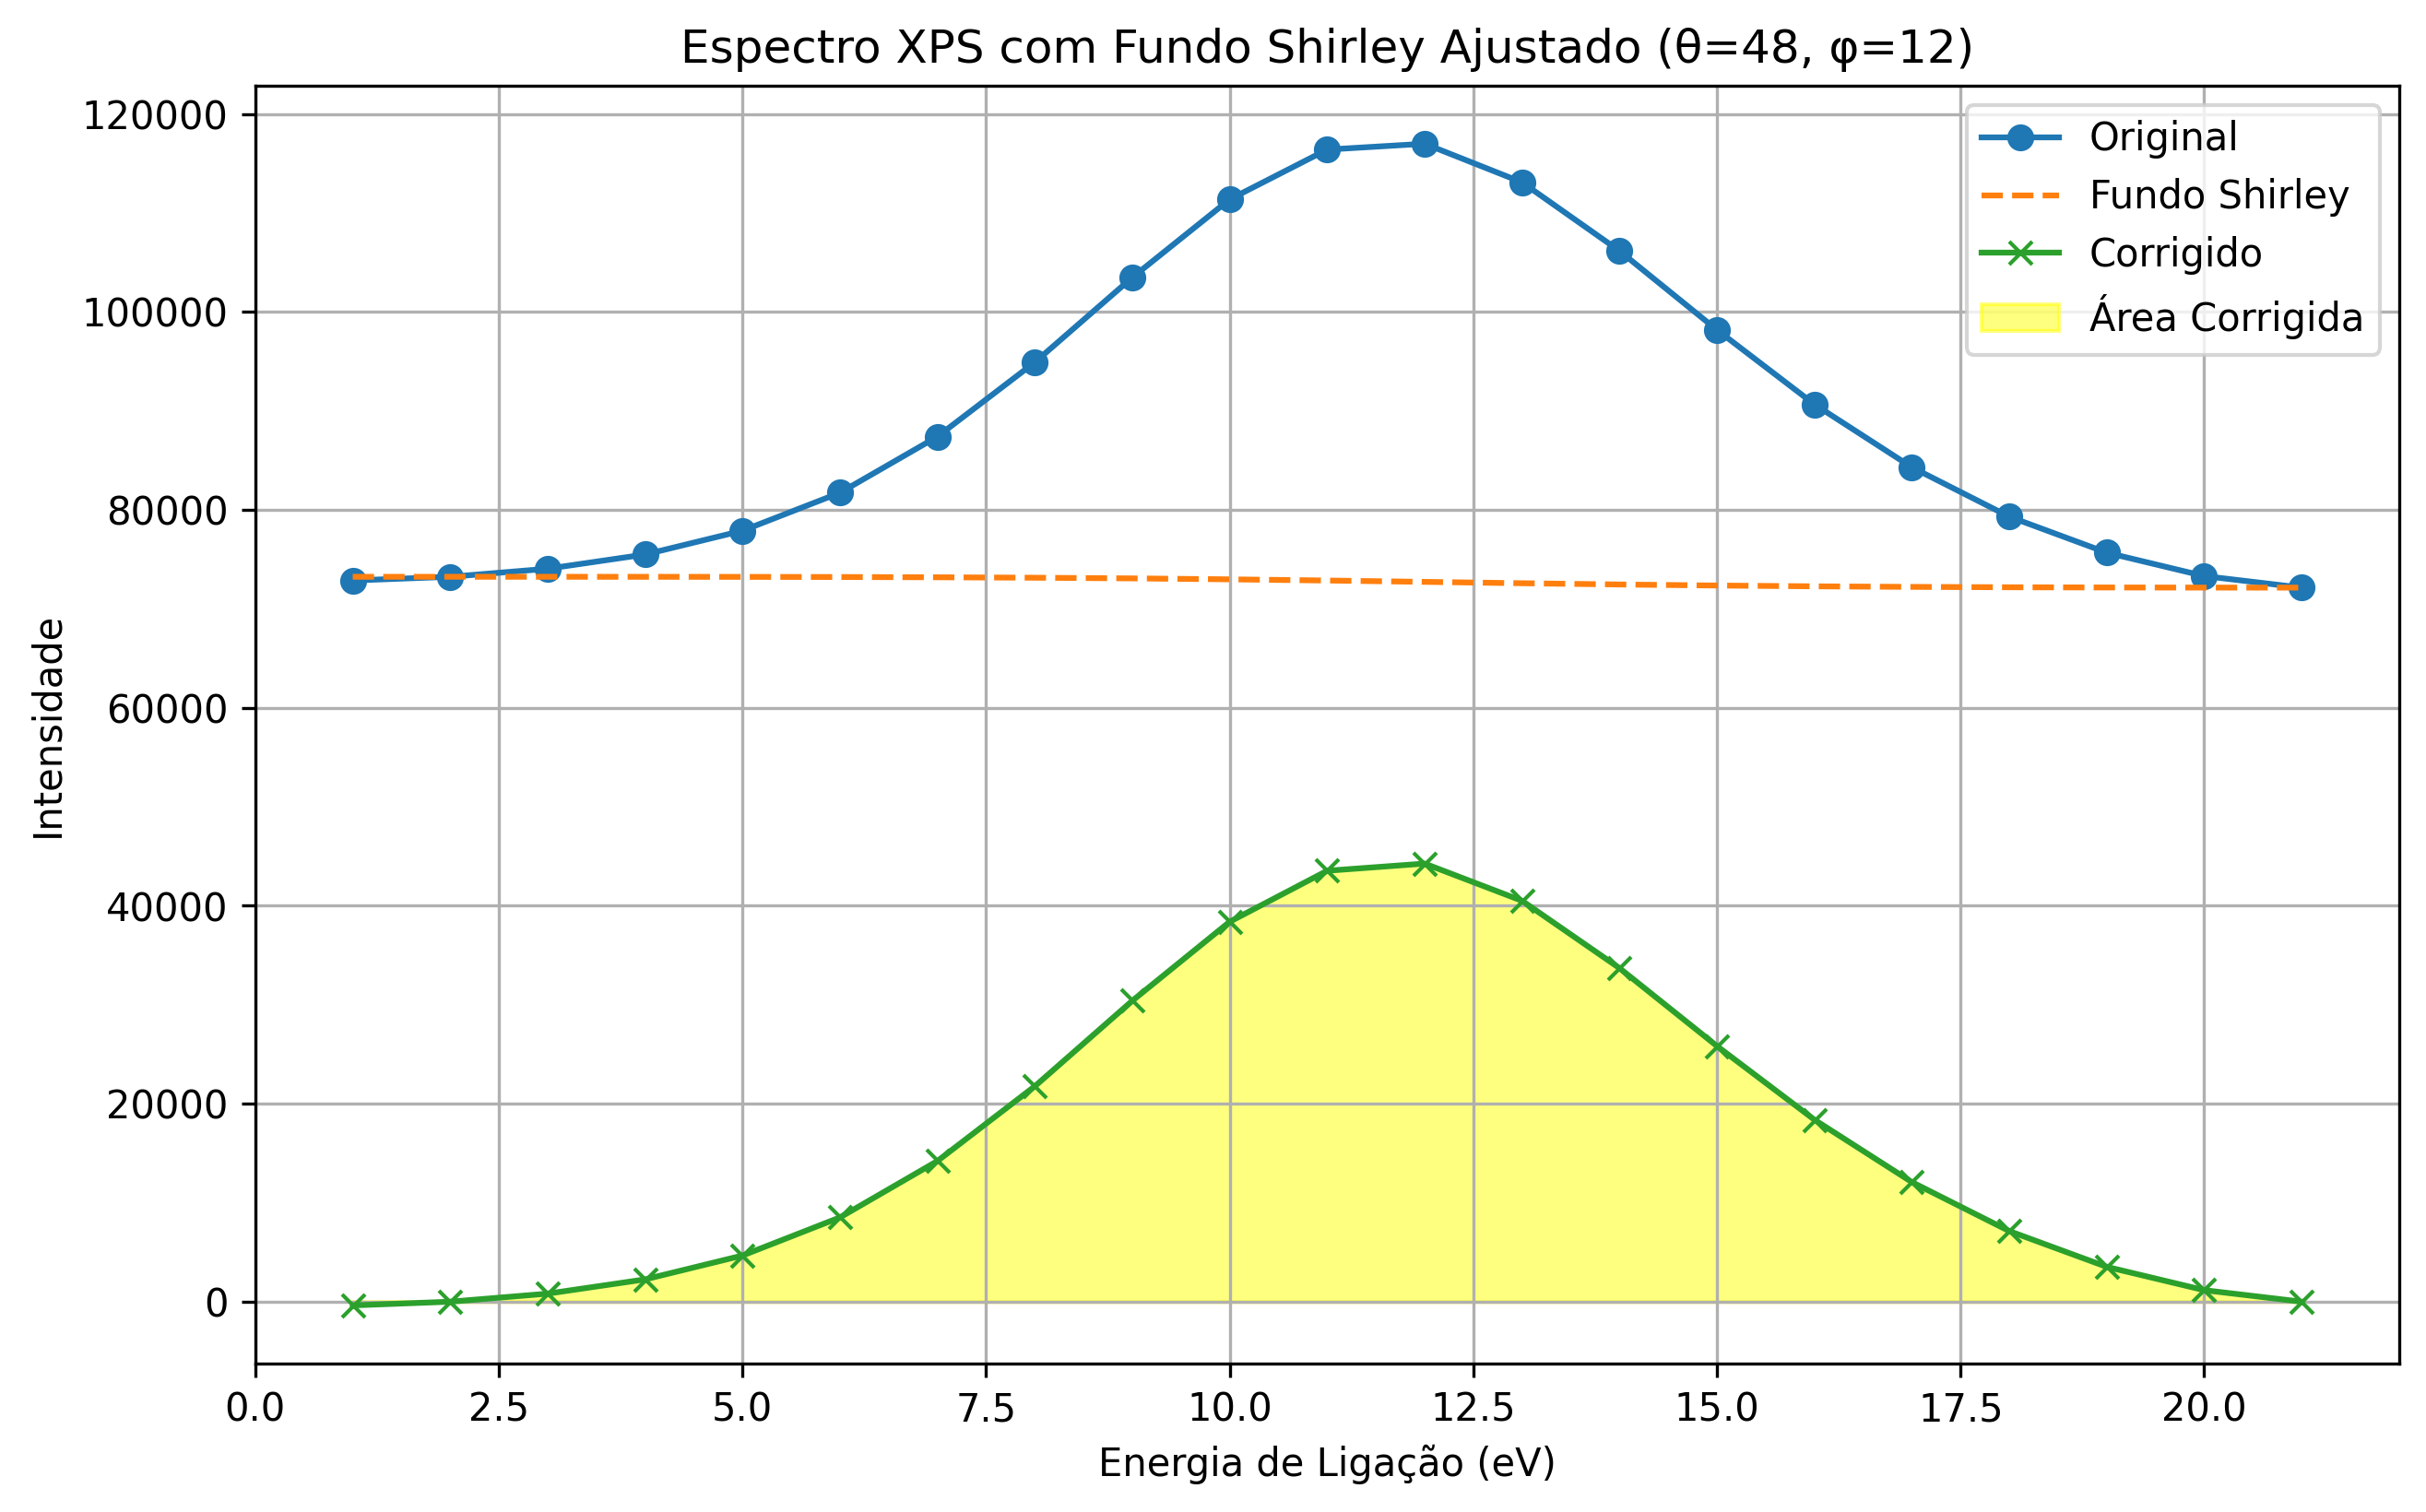 Espectro XPS com Fundo Shirley Ajustado (θ=48, φ=12)
Original
Fundo Shirley
Corrigido
Área Corrigida
120000
100000
80000
60000
40000
20000
0
Intensidade
0.0 2.5 5.0 7.5 10.0 12.5 15.0 17.5 20.0
Energia de Ligação (eV)